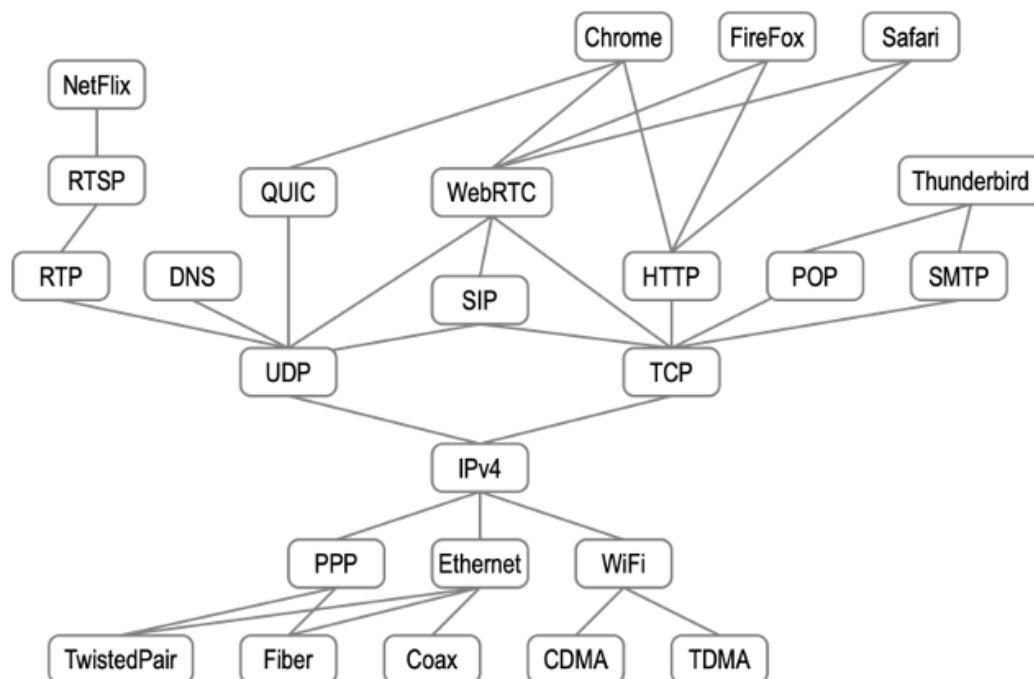 Chrome
FireFox
Safari
NetFlix
RTSP
QUIC
WebRTC
Thunderbird
RTP
DNS
SIP
HTTP
POP
SMTP
UDP
TCP
IPv4
PPP
Ethernet
WiFi
TwistedPair
Fiber
Coax
CDMA
TDMA